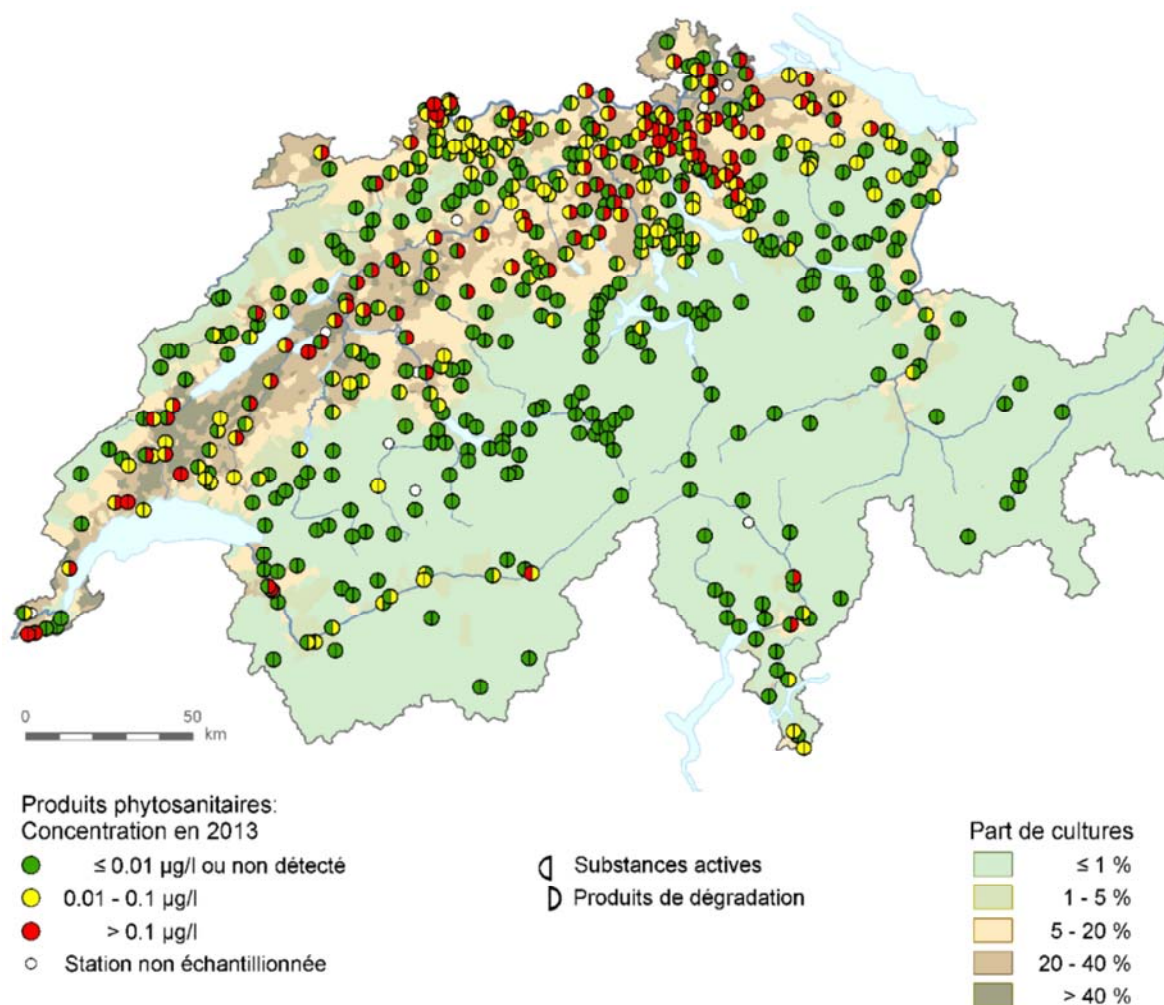 0 50
km
Produits phytosanitaires:
Concentration en 2013
≤ 0.01 µg/l ou non détecté
0.01 - 0.1 µg/l
> 0.1 µg/l
Station non échantillionnée
Substances actives
Produits de dégradation
Part de cultures
≤ 1 %
1 - 5 %
5 - 20 %
20 - 40 %
> 40 %